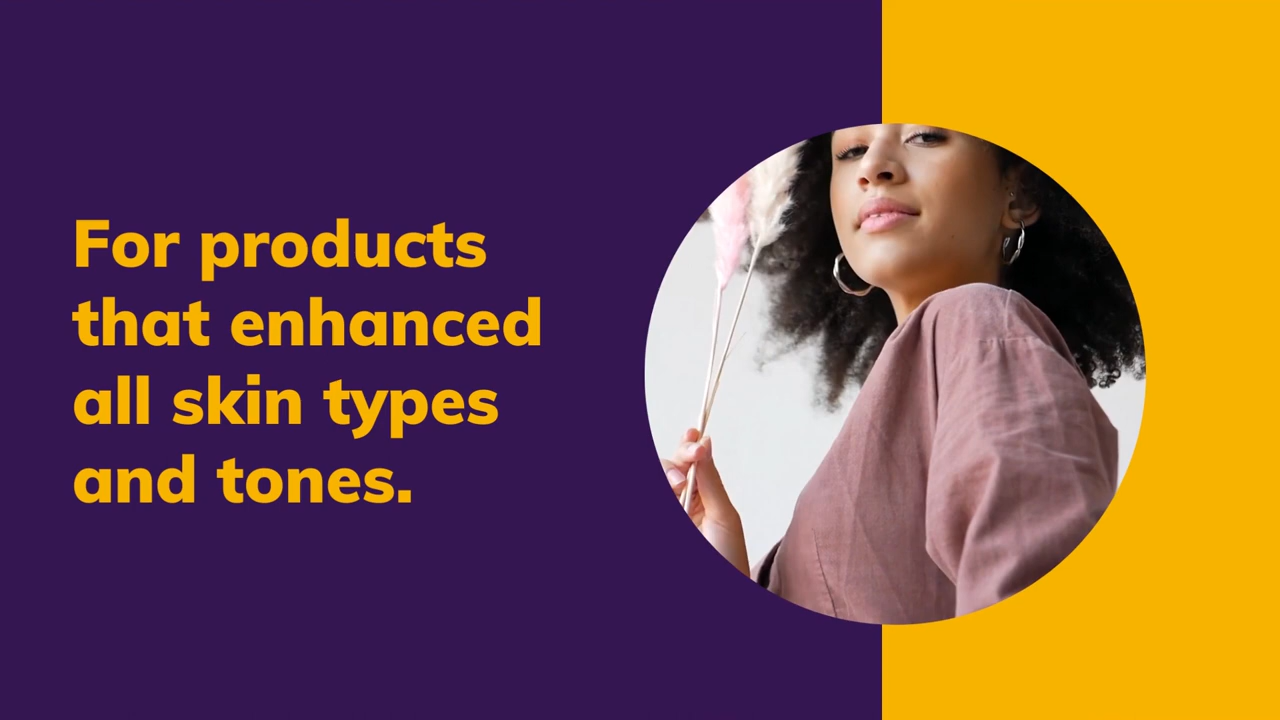 For products
that enhanced
all skin types
and tones.